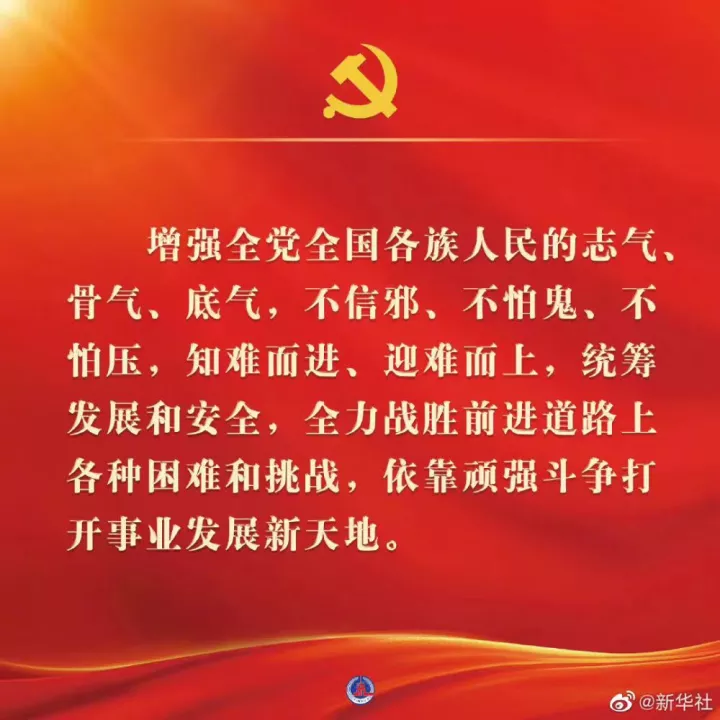 增强全党全国各族人民的志气、
骨气、底气，不信邪、不怕鬼、不
怕压，知难而进、迎难而上，统筹
发展和安全，全力战胜前进道路上
各种困难和挑战，依靠顽强斗争打
开事业发展新天地。
@新华社